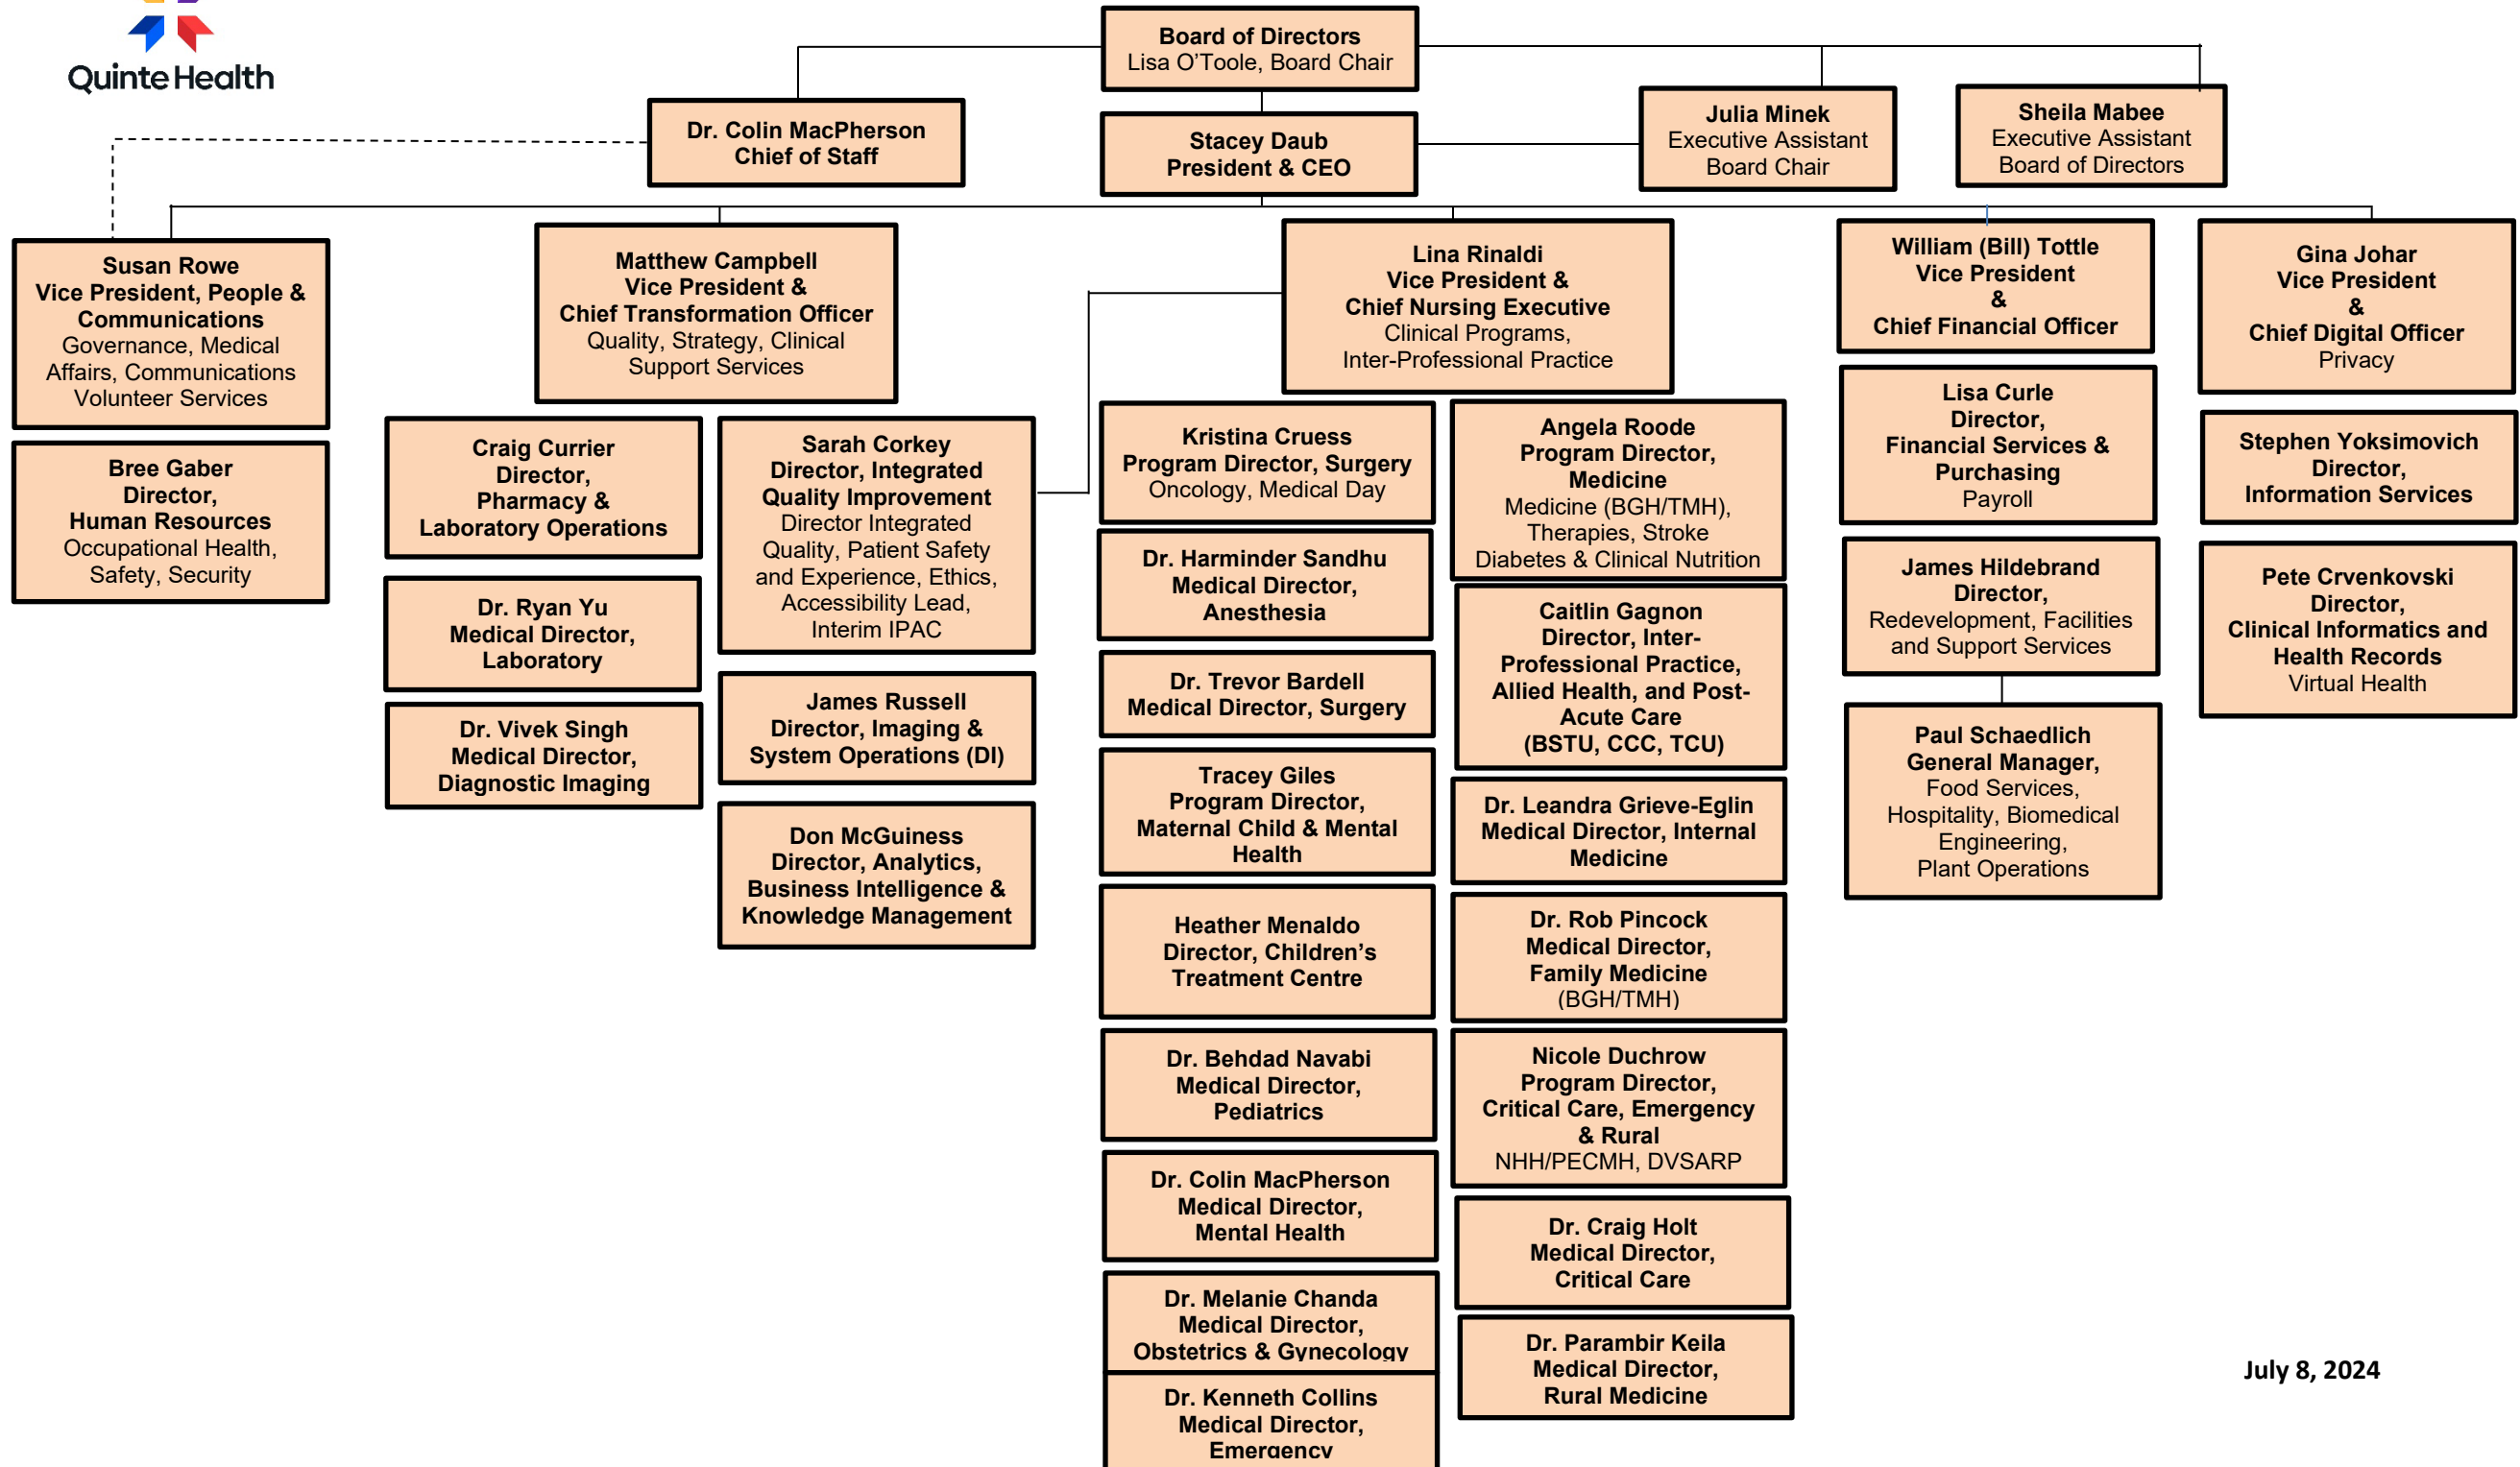 Quinte Health
Board of Directors
Lisa O’Toole, Board Chair
Dr. Colin MacPherson
Chief of Staff
Stacey Daub
President & CEO
Julia Minek
Executive Assistant
Board Chair
Sheila Mabee
Executive Assistant
Board of Directors
Susan Rowe
Vice President, People &
Communications
Governance, Medical
Affairs, Communications
Volunteer Services
Bree Gaber
Director,
Human Resources
Occupational Health,
Safety, Security
Matthew Campbell
Vice President &
Chief Transformation Officer
Quality, Strategy, Clinical
Support Services
Craig Currier
Director,
Pharmacy &
Laboratory Operations
Dr. Ryan Yu
Medical Director,
Laboratory
Dr. Vivek Singh
Medical Director,
Diagnostic Imaging
Sarah Corkey
Director, Integrated
Quality Improvement
Director Integrated
Quality, Patient Safety
and Experience, Ethics,
Accessibility Lead,
Interim IPAC
James Russell
Director, Imaging &
System Operations (DI)
Don McGuiness
Director, Analytics,
Business Intelligence &
Knowledge Management
Lina Rinaldi
Vice President &
Chief Nursing Executive
Clinical Programs,
Inter-Professional Practice
Kristina Cruess
Program Director, Surgery
Oncology, Medical Day
Dr. Harminder Sandhu
Medical Director,
Anesthesia
Dr. Trevor Bardell
Medical Director, Surgery
Tracey Giles
Program Director,
Maternal Child & Mental
Health
Heather Menaldo
Director, Children’s
Treatment Centre
Dr. Behdad Navabi
Medical Director,
Pediatrics
Dr. Colin MacPherson
Medical Director,
Mental Health
Dr. Melanie Chanda
Medical Director,
Obstetrics & Gynecology
Dr. Kenneth Collins
Medical Director,
Emergency
Angela Roode
Program Director,
Medicine
Medicine (BGH/TMH),
Therapies, Stroke
Diabetes & Clinical Nutrition
Caitlin Gagnon
Director, Inter-
Professional Practice,
Allied Health, and Post-
Acute Care
(BSTU, CCC, TCU)
Dr. Leandra Grieve-Eglin
Medical Director, Internal
Medicine
Dr. Rob Pincock
Medical Director,
Family Medicine
(BGH/TMH)
Nicole Duchrow
Program Director,
Critical Care, Emergency
& Rural
NHH/PECMH, DVSARP
Dr. Craig Holt
Medical Director,
Critical Care
Dr. Parambir Keila
Medical Director,
Rural Medicine
William (Bill) Tottle
Vice President
&
Chief Financial Officer
Lisa Curle
Director,
Financial Services &
Purchasing
Payroll
James Hildebrand
Director,
Redevelopment, Facilities
and Support Services
Paul Schaedlich
General Manager,
Food Services,
Hospitality, Biomedical
Engineering,
Plant Operations
Gina Johar
Vice President
&
Chief Digital Officer
Privacy
Stephen Yoksimovich
Director,
Information Services
Pete Crvenkovski
Director,
Clinical Informatics and
Health Records
Virtual Health
July 8, 2024